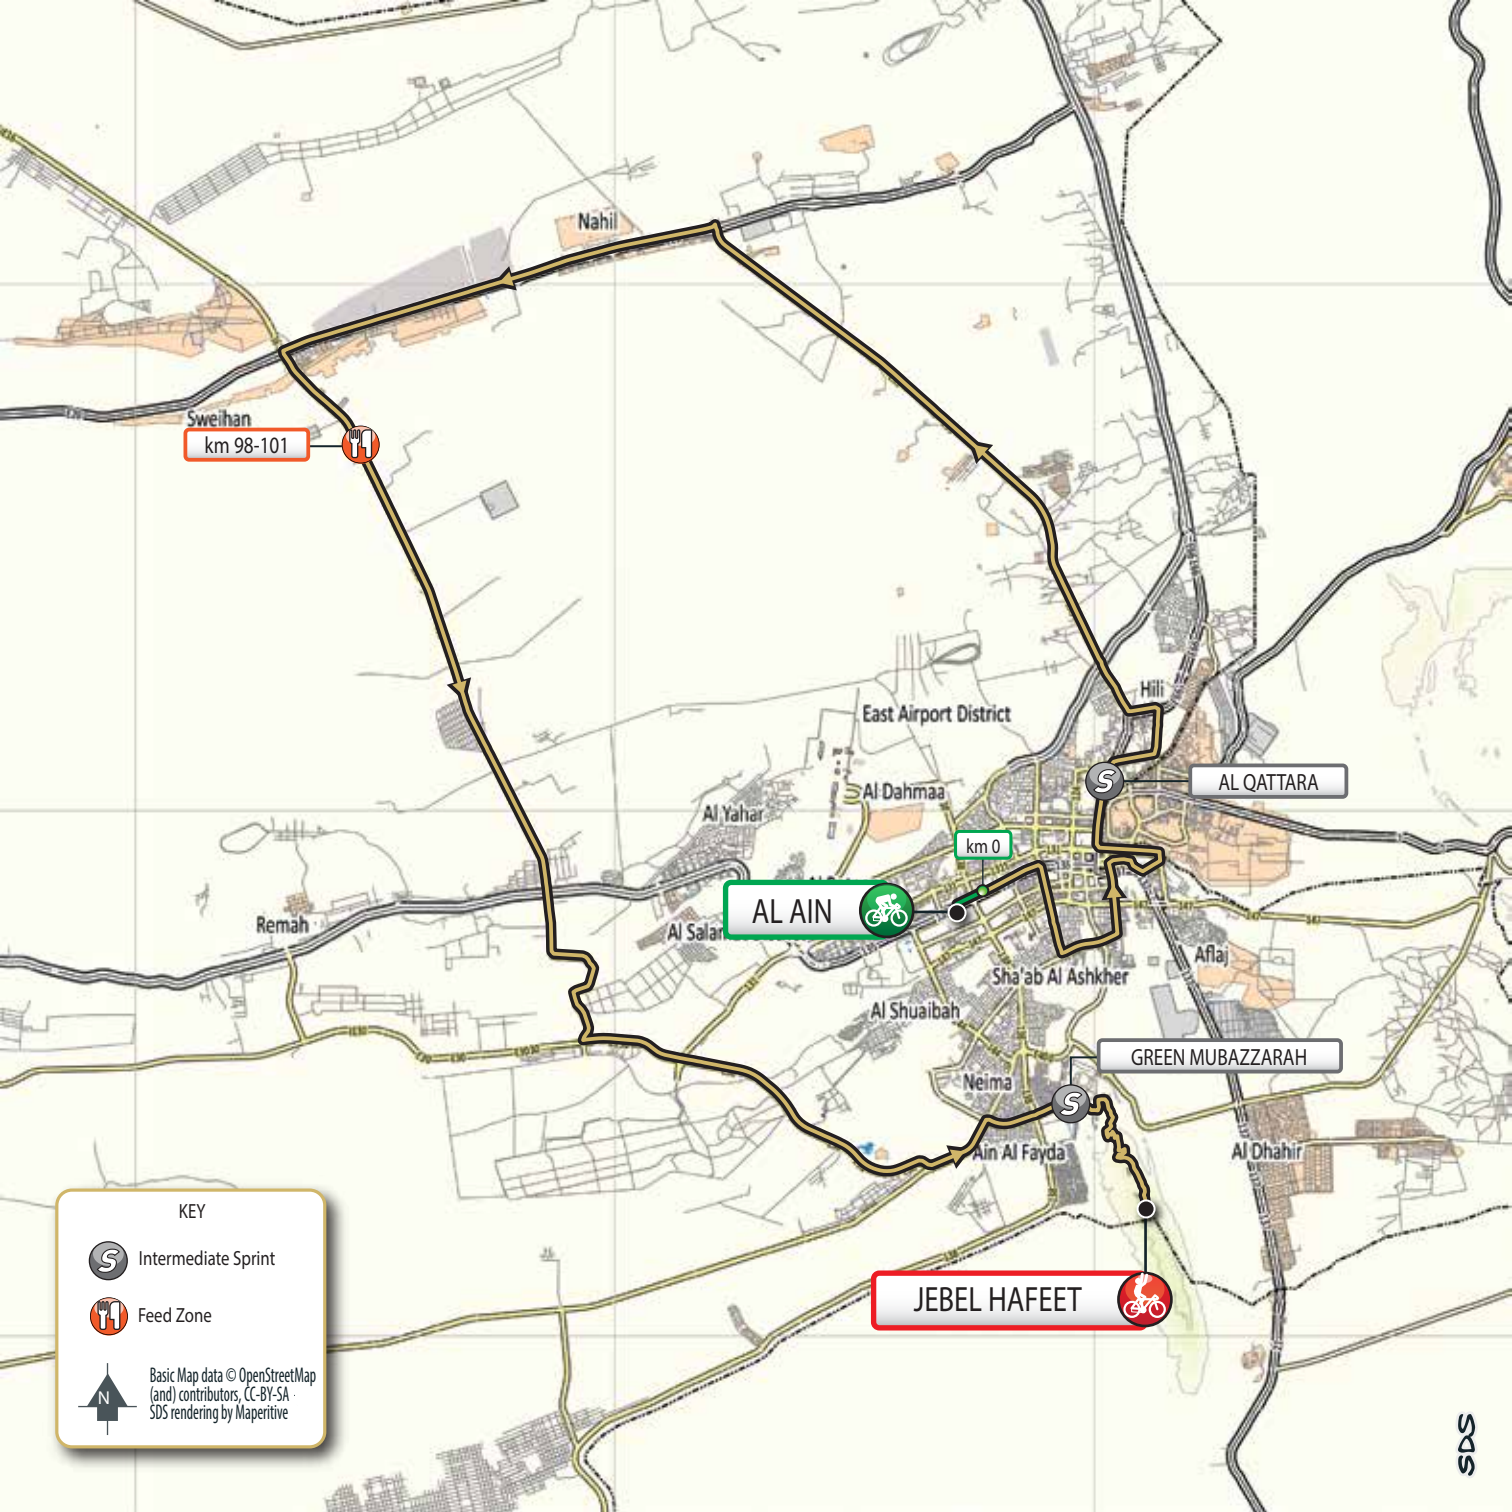 Nahil
Sweihan
km 98-101
Hili
East Airport District
AL QATTARA
Al Dahmaa
Al Yahar
km 0
AL AIN
Remah
Aflaj
Sha'ab Al Ashkher
Al Shuaibah
GREEN MUBAZZARAH
Neima
Ain Al Fayda
Al Dhahir
JEBEL HAFEET
KEY
Intermediate Sprint
Feed Zone
N
Basic Map data © OpenStreetMap
(and) contributors, CC-BY-SA
SDS rendering by Maperitive
SDS